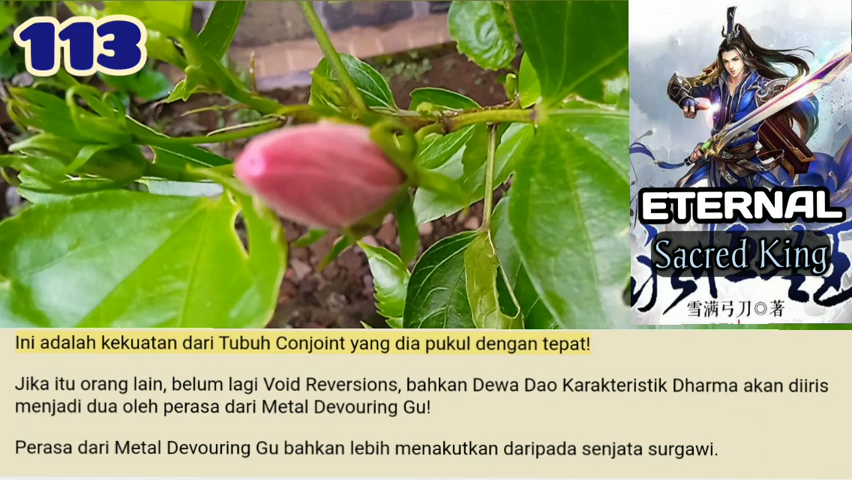 113
ETERNAL
Sacred King
雪满弓刀◎著
Ini adalah kekuatan dari Tubuh Conjoint yang dia pukul dengan tepat!
Jika itu orang lain, belum lagi Void Reversions, bahkan Dewa Dao Karakteristik Dharma akan diiris
menjadi dua oleh perasa dari Metal Devouring Gu!
Perasa dari Metal Devouring Gu bahkan lebih menakutkan daripada senjata surgawi.